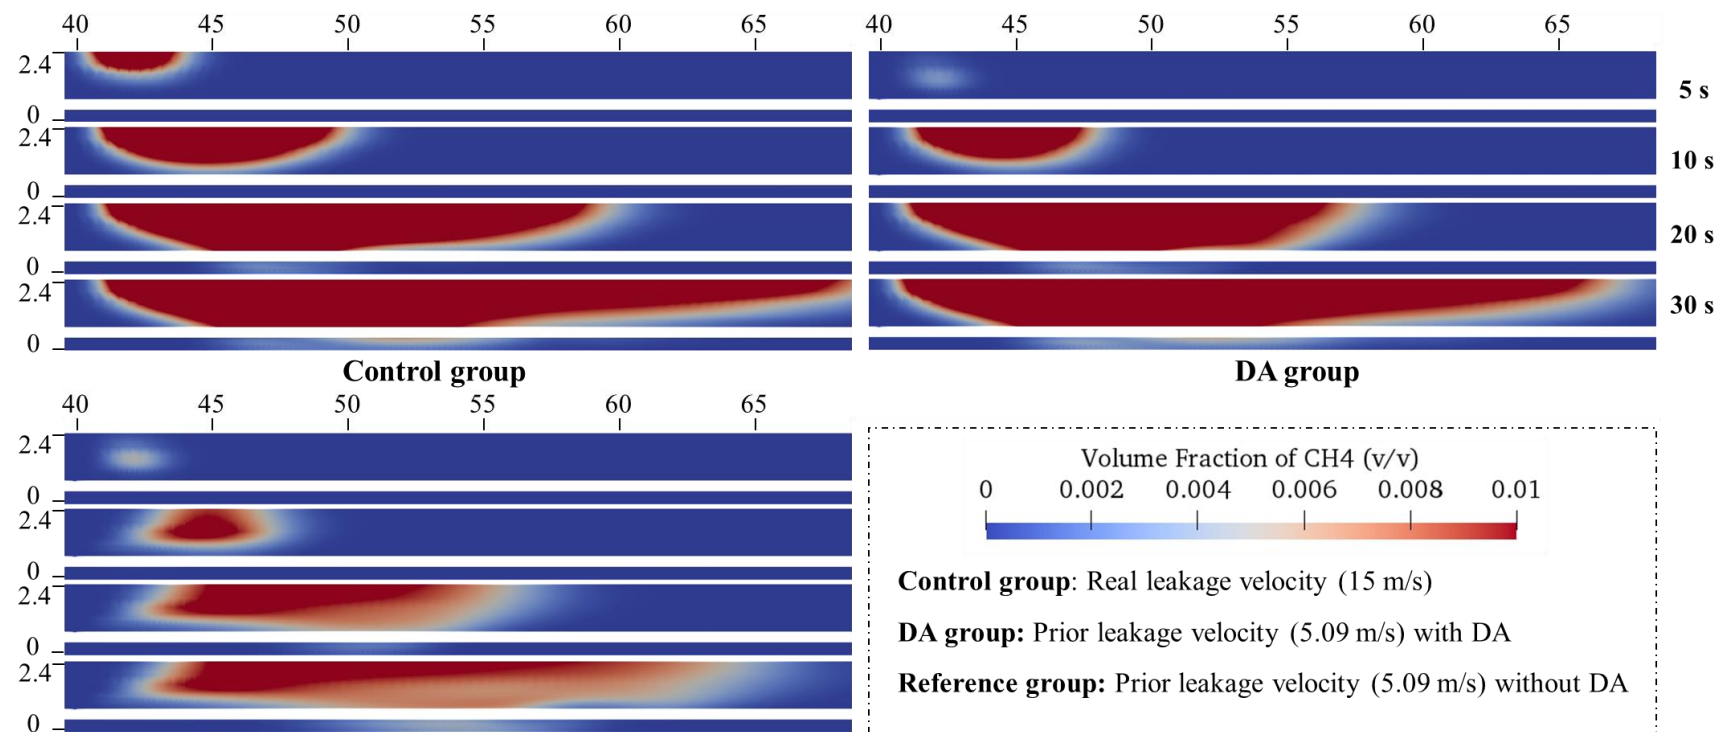 40 45 50 55 60 65
40 45 50 55 60 65
2.4
0
5 s
2.4
0
10 s
2.4
0
20 s
2.4
0
30 s
Control group
DA group
40 45 50 55 60 65
2.4
0
2.4
0
2.4
0
2.4
0
Volume Fraction of CH4 (v/v)
0 0.002 0.004 0.006 0.008 0.01
Control group: Real leakage velocity (15 m/s)
DA group: Prior leakage velocity (5.09 m/s) with DA
Reference group: Prior leakage velocity (5.09 m/s) without DA